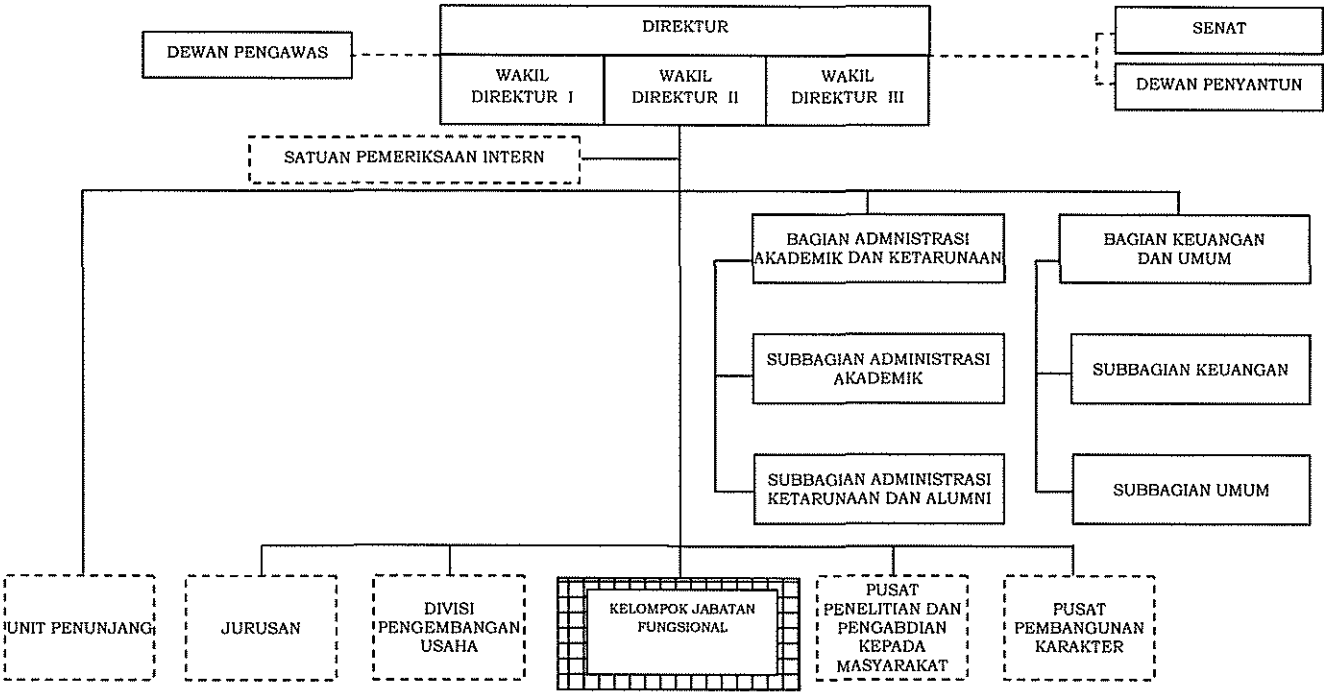 DIREKTUR
DEWAN PENGAWAS
SENAT
DEWAN PENYANTUN
WAKIL
DIREKTUR I
WAKIL
DIREKTUR II
WAKIL
DIREKTUR III
SATUAN PEMERIKSAAN INTERN
BAGIAN ADMNISTRASI
AKADEMIK DAN KETARUNAAN
BAGIAN KEUANGAN
DAN UMUM
SUBBAGIAN ADMINISTRASI
AKADEMIK
SUBBAGIAN KEUANGAN
SUBBAGIAN ADMINISTRASI
KETARUNAAN DAN ALUMNI
SUBBAGIAN UMUM
UNIT PENUNJANG
JURUSAN
DIVISI
PENGEMBANGAN
USAHA
KELOMPOK JABATAN
FUNGSIONAL
PUSAT
PENELITIAN DAN
PENGABDIAN
KEPADA
MASYARAKAT
PUSAT
PEMBANGUNAN
KARAKTER